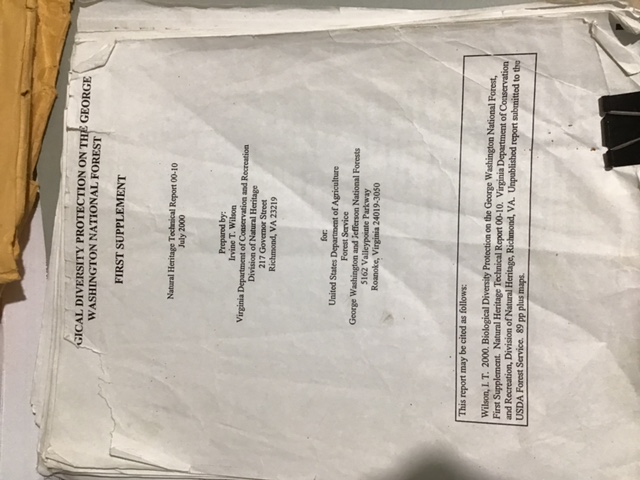 GICAL DIVERSITY PROTECTION ON THE GEORGE
WASHINGTON NATIONAL FOREST
FIRST SUPPLEMENT
Natural Heritage Technical Report 00-10
July 2000
Prepared by:
Irvine T. Wilson
Virginia Department of Conservation and Recreation
Division of Natural Heritage
217 Governor Street
Richmond, VA 23219
for:
United States Department of Agriculture
Forest Service
George Washington and Jefferson National Forests
5162 Valleypointe Parkway
Roanoke, Virginia 24019-3050
This report may be cited as follows:
Wilson, I. T. 2000. Biological Diversity Protection on the George Washington National Forest,
First Supplement. Natural Heritage Technical Report 00-10. Virginia Department of Conservation
and Recreation, Division of Natural Heritage, Richmond, VA. Unpublished report submitted to the
USDA Forest Service. 89 pp plus maps.